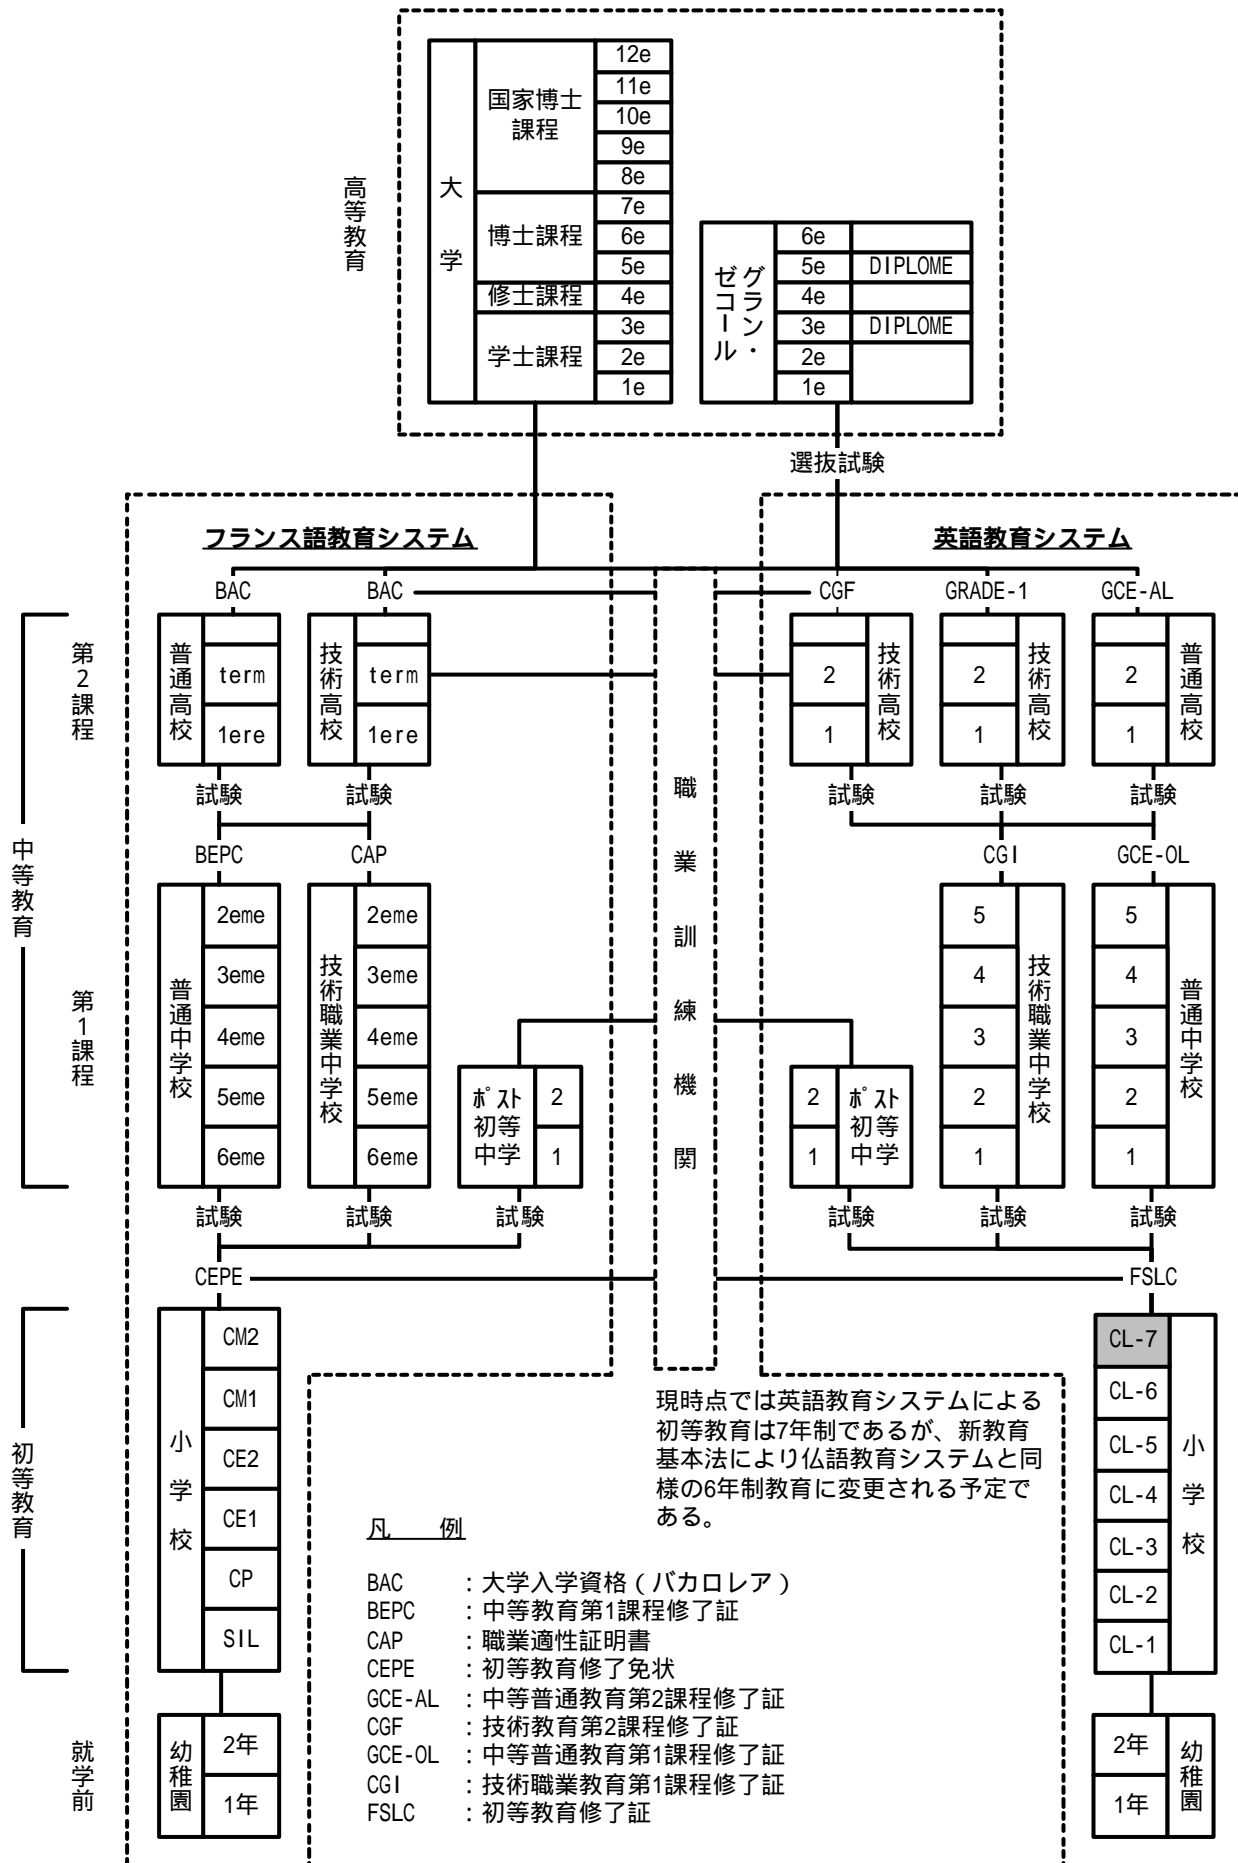 高等教育
大学
国家博士
課程
12e
11e
10e
9e
8e
博士課程
7e
6e
5e
修士課程
4e
学士課程
3e
2e
1e
グラン・
ゼコール
6e
5e DIPLOME
4e
3e DIPLOME
2e
1e
選抜試験
フランス語教育システム
英語教育システム
BAC BAC CGF GRADE-1 GCE-AL
中等教育
第2課程
普通高校
term
1ere
技術高校
term
1ere
2
1
技術高校
2
1
技術高校
2
1
普通高校
試験 試験 試験 試験 試験
職業訓練機関
BEPC CAP CGI GCE-OL
第1課程
普通中学校
2eme
3eme
4eme
5eme
6eme
技術職業中学校
2eme
3eme
4eme
5eme
6eme
ポスト
初等
中学
2
1
2
1
ポスト
初等
中学
5
4
3
2
1
技術職業中学校
5
4
3
2
1
普通中学校
試験 試験 試験 試験 試験 試験
CEPE FSLC
初等教育
小学校
CM2
CM1
CE2
CE1
CP
SIL
CL-7
CL-6
CL-5
CL-4
CL-3
CL-2
CL-1
小学校
現時点では英語教育システムによる
初等教育は7年制であるが、新教育
基本法により仏語教育システムと同
様の6年制教育に変更される予定で
ある。
凡 例
BAC :大学入学資格(バカロレア)
BEPC :中等教育第1課程修了証
CAP :職業適性証明書
CEPE :初等教育修了免状
GCE-AL :中等普通教育第2課程修了証
CGF :技術教育第2課程修了証
GCE-OL :中等普通教育第1課程修了証
CGI :技術職業教育第1課程修了証
FSLC :初等教育修了証
就学前
幼稚園
2年
1年
2年
1年
幼稚園